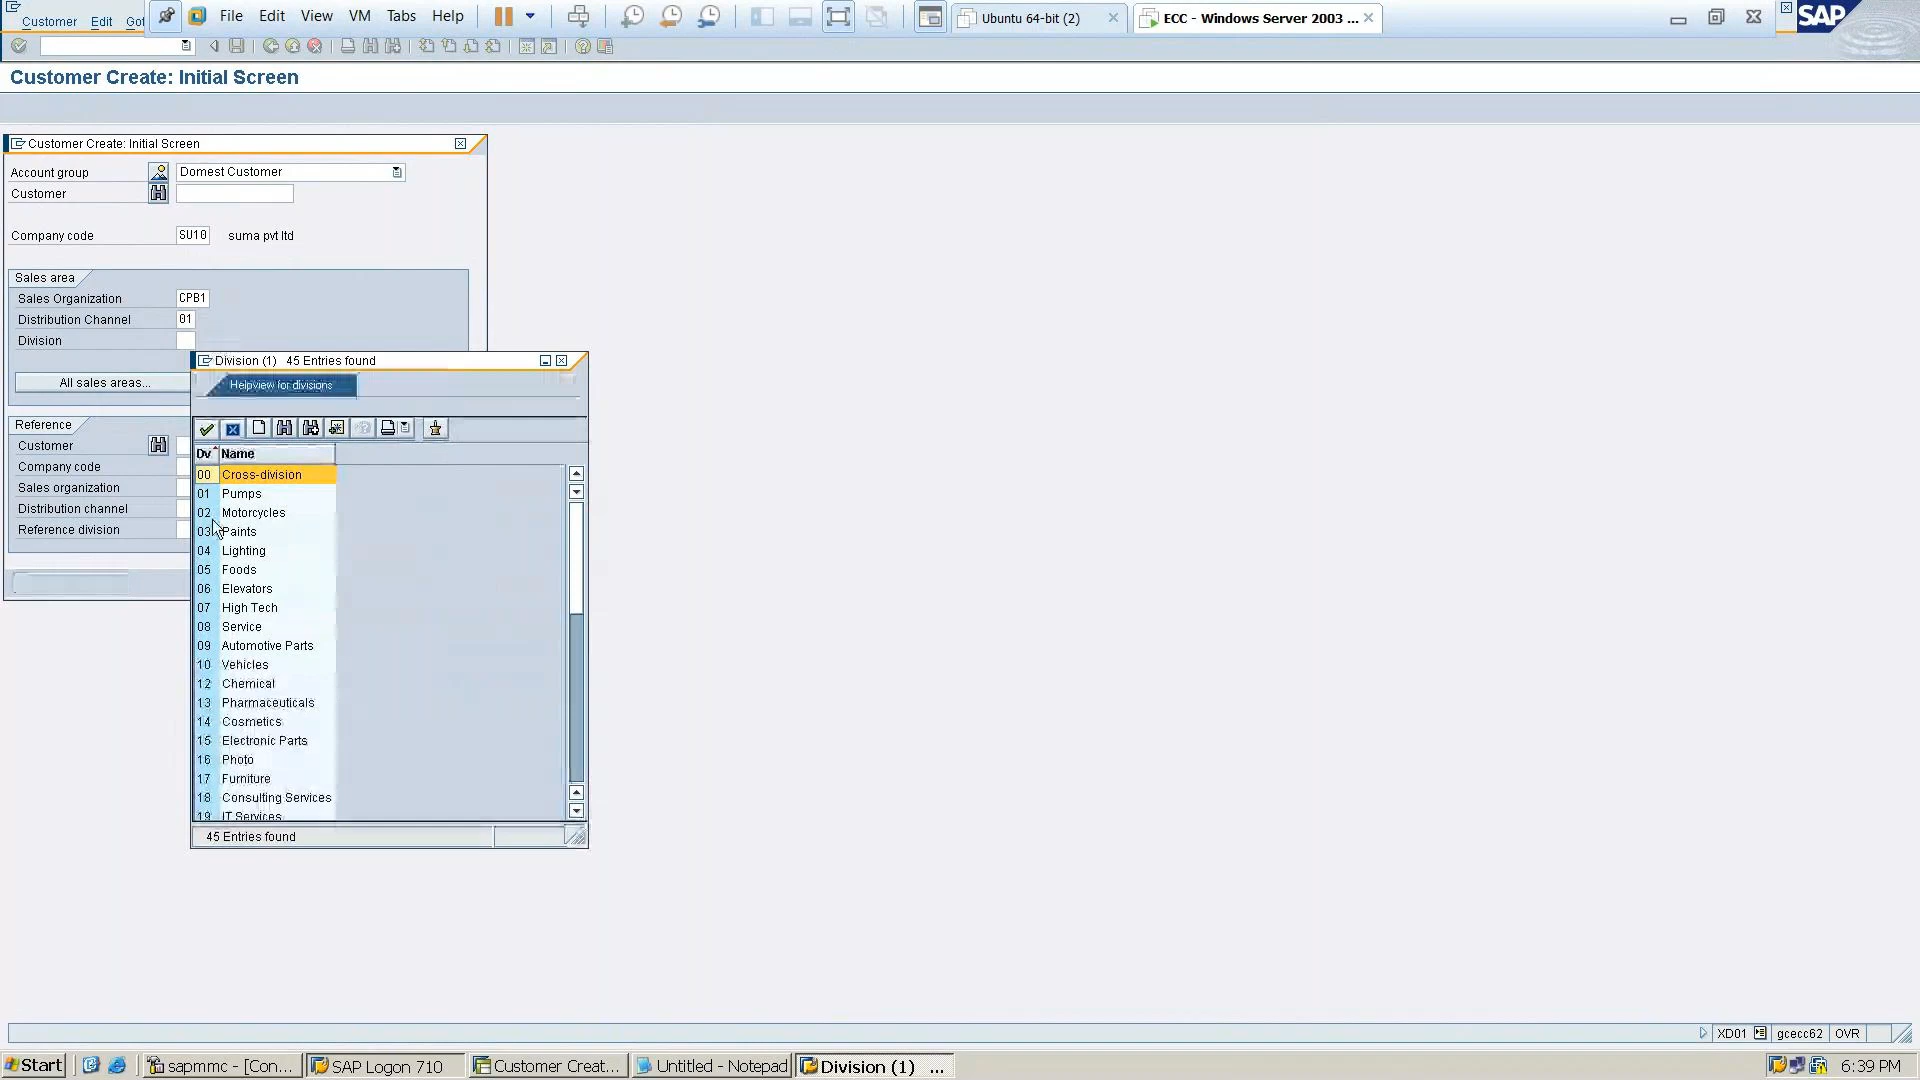 Customer Edit Got
File Edit View VM Tabs Help
Ubuntu 64-bit (2)
ECC - Windows Server 2003 ...
SAP
Customer Create: Initial Screen
Customer Create: Initial Screen
Account group Domest Customer
Customer
Company code SU10 suma pvt ltd
Sales area
Sales Organization CPB1
Distribution Channel 01
Division
All sales areas...
Reference
Customer
Company code
Sales organization
Distribution channel
Reference division
Division (1) 45 Entries found
Helpview for divisions
Dv Name
00 Cross-division
01 Pumps
02 Motorcycles
03 Paints
04 Lighting
05 Foods
06 Elevators
07 High Tech
08 Service
09 Automotive Parts
10 Vehicles
12 Chemical
13 Pharmaceuticals
14 Cosmetics
15 Electronic Parts
16 Photo
17 Furniture
18 Consulting Services
19 IT Services
45 Entries found
XD01 gcecc62 OVR
Start
sapmmc - [Con...
SAP Logon 710
Customer Creat...
Untitled - Notepad
Division (1) ...
6:39 PM